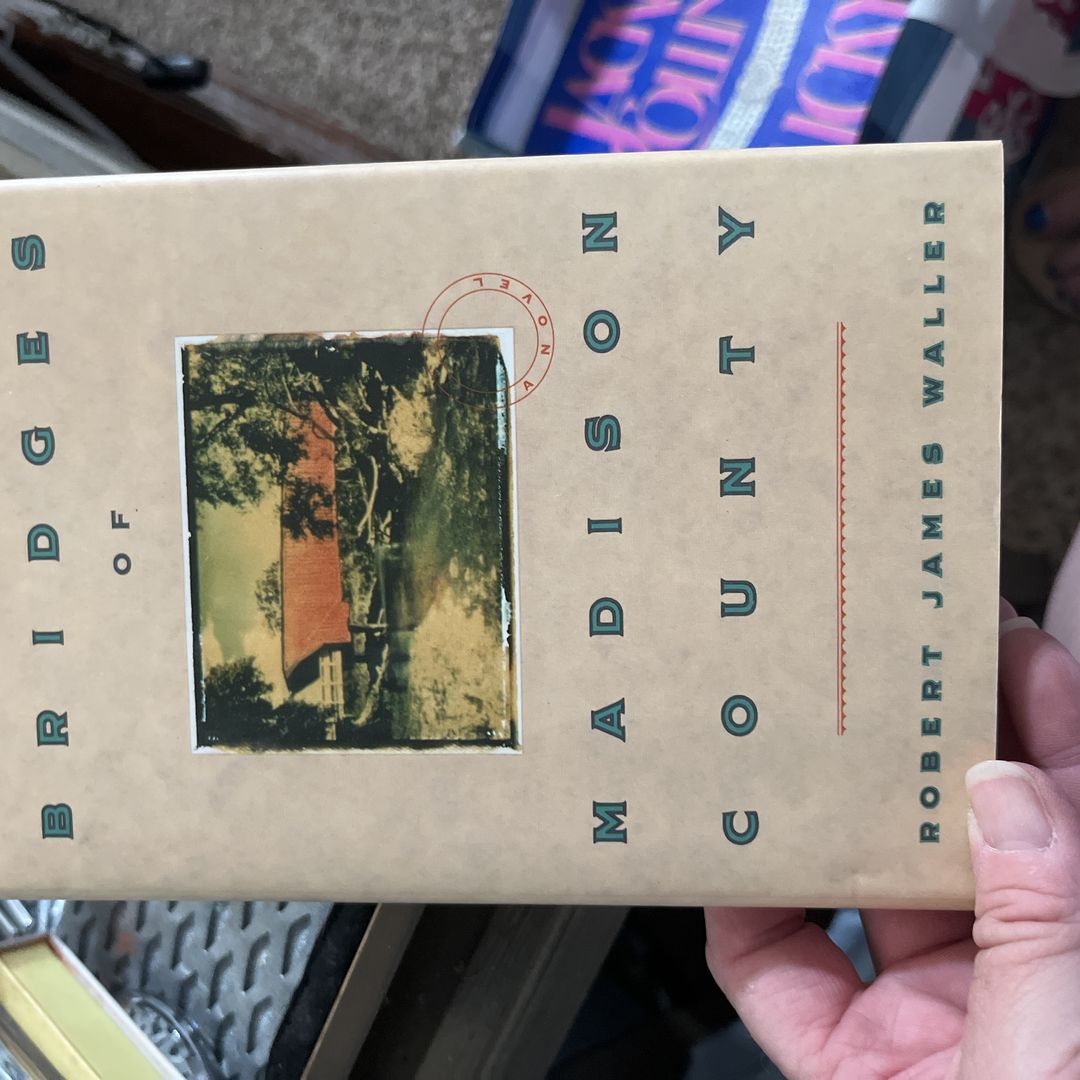 BRIDGES
OF
A NOVEL
MADISON
COUNTY
ROBERT JAMES WALLER